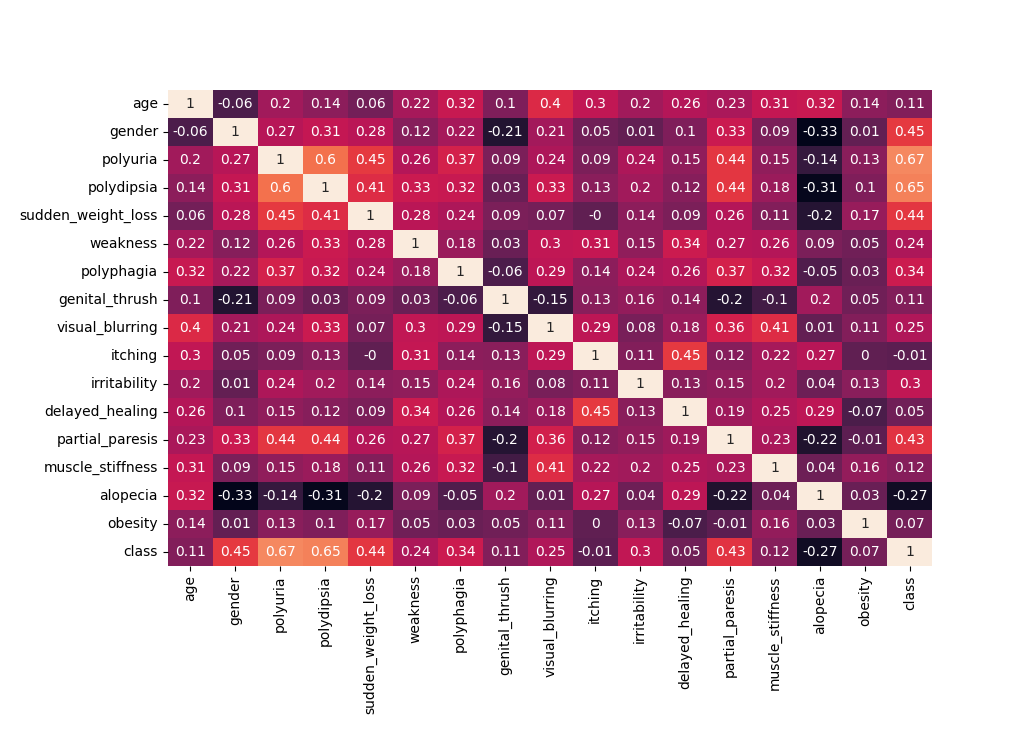 age 1 -0.06 0.2 0.14 0.06 0.22 0.32 0.1 0.4 0.3 0.2 0.26 0.23 0.31 0.32 0.14 0.11
gender -0.06 1 0.27 0.31 0.28 0.12 0.22 -0.21 0.21 0.05 0.01 0.1 0.33 0.09 -0.33 0.01 0.45
polyuria 0.2 0.27 1 0.6 0.45 0.26 0.37 0.09 0.24 0.09 0.24 0.15 0.44 0.15 -0.14 0.13 0.67
polydipsia 0.14 0.31 0.6 1 0.41 0.33 0.32 0.03 0.33 0.13 0.2 0.12 0.44 0.18 -0.31 0.1 0.65
sudden_weight_loss 0.06 0.28 0.45 0.41 1 0.28 0.24 0.09 0.07 -0 0.14 0.09 0.26 0.11 -0.2 0.17 0.44
weakness 0.22 0.12 0.26 0.33 0.28 1 0.18 0.03 0.3 0.31 0.15 0.34 0.27 0.26 0.09 0.05 0.24
polyphagia 0.32 0.22 0.37 0.32 0.24 0.18 1 -0.06 0.29 0.14 0.24 0.26 0.37 0.32 -0.05 0.03 0.34
genital_thrush 0.1 -0.21 0.09 0.03 0.09 0.03 -0.06 1 -0.15 0.13 0.16 0.14 -0.2 -0.1 0.2 0.05 0.11
visual_blurring 0.4 0.21 0.24 0.33 0.07 0.3 0.29 -0.15 1 0.29 0.08 0.18 0.36 0.41 0.01 0.11 0.25
itching 0.3 0.05 0.09 0.13 -0 0.31 0.14 0.13 0.29 1 0.11 0.45 0.12 0.22 0.27 0 -0.01
irritability 0.2 0.01 0.24 0.2 0.14 0.15 0.24 0.16 0.08 0.11 1 0.13 0.15 0.2 0.04 0.13 0.3
delayed_healing 0.26 0.1 0.15 0.12 0.09 0.34 0.26 0.14 0.18 0.45 0.13 1 0.19 0.25 0.29 -0.07 0.05
partial_paresis 0.23 0.33 0.44 0.44 0.26 0.27 0.37 -0.2 0.36 0.12 0.15 0.19 1 0.23 -0.22 -0.01 0.43
muscle_stiffness 0.31 0.09 0.15 0.18 0.11 0.26 0.32 -0.1 0.41 0.22 0.2 0.25 0.23 1 0.04 0.16 0.12
alopecia 0.32 -0.33 -0.14 -0.31 -0.2 0.09 -0.05 0.2 0.01 0.27 0.04 0.29 -0.22 0.04 1 0.03 -0.27
obesity 0.14 0.01 0.13 0.1 0.17 0.05 0.03 0.05 0.11 0 0.13 -0.07 -0.01 0.16 0.03 1 0.07
class 0.11 0.45 0.67 0.65 0.44 0.24 0.34 0.11 0.25 -0.01 0.3 0.05 0.43 0.12 -0.27 0.07 1
age gender polyuria polydipsia sudden_weight_loss weakness polyphagia genital_thrush visual_blurring itching irritability delayed_healing partial_paresis muscle_stiffness alopecia obesity class